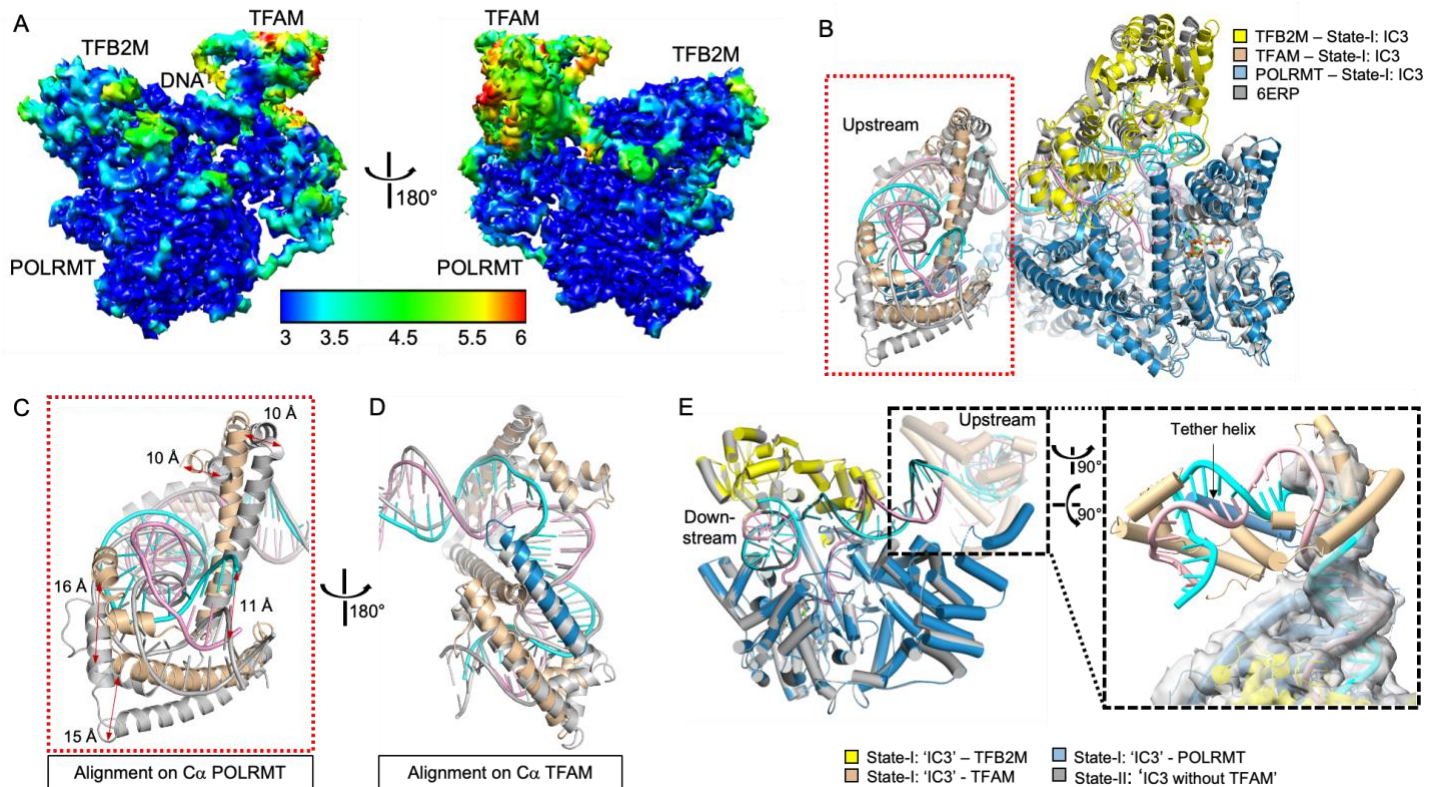 A
TFAM
TFB2M
DNA
POLRMT
180°
TFAM
TFB2M
POLRMT
3 3.5 4.5 5.5 6
B
TFB2M – State-I: IC3
TFAM – State-I: IC3
POLRMT – State-I: IC3
6ERP
Upstream
C
10 Å
10 Å
16 Å
11 Å
15 Å
Alignment on Cα POLRMT
180°
D
Alignment on Cα TFAM
E
Upstream
Down-
stream
90°
90°
Tether helix
State-I: 'IC3' – TFB2M
State-I: 'IC3' - TFAM
State-I: 'IC3' - POLRMT
State-II: 'IC3 without TFAM'